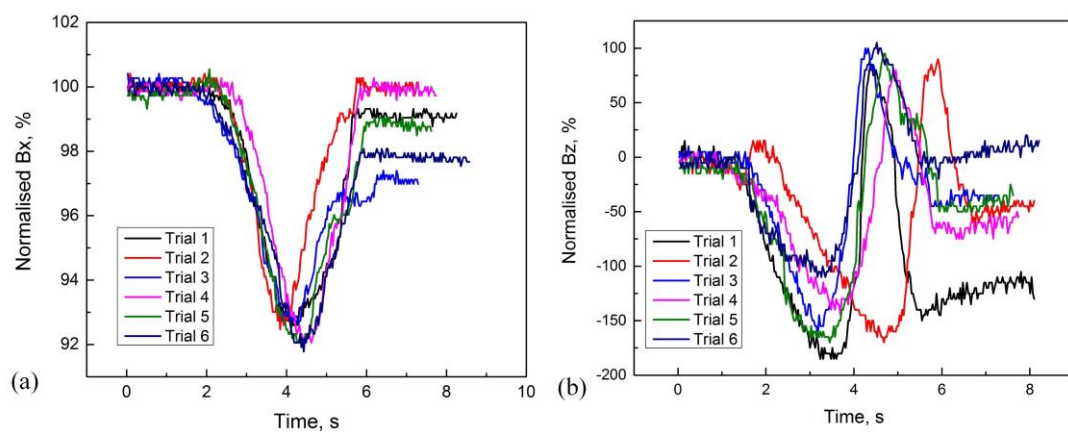 102
100
98
96
94
92
Normalised Bx, %
Trial 1
Trial 2
Trial 3
Trial 4
Trial 5
Trial 6
0 2 4 6 8 10
Time, s
(a)
100
50
0
-50
-100
-150
-200
Normalised Bz, %
Trial 1
Trial 2
Trial 3
Trial 4
Trial 5
Trial 6
0 2 4 6 8
Time, s
(b)